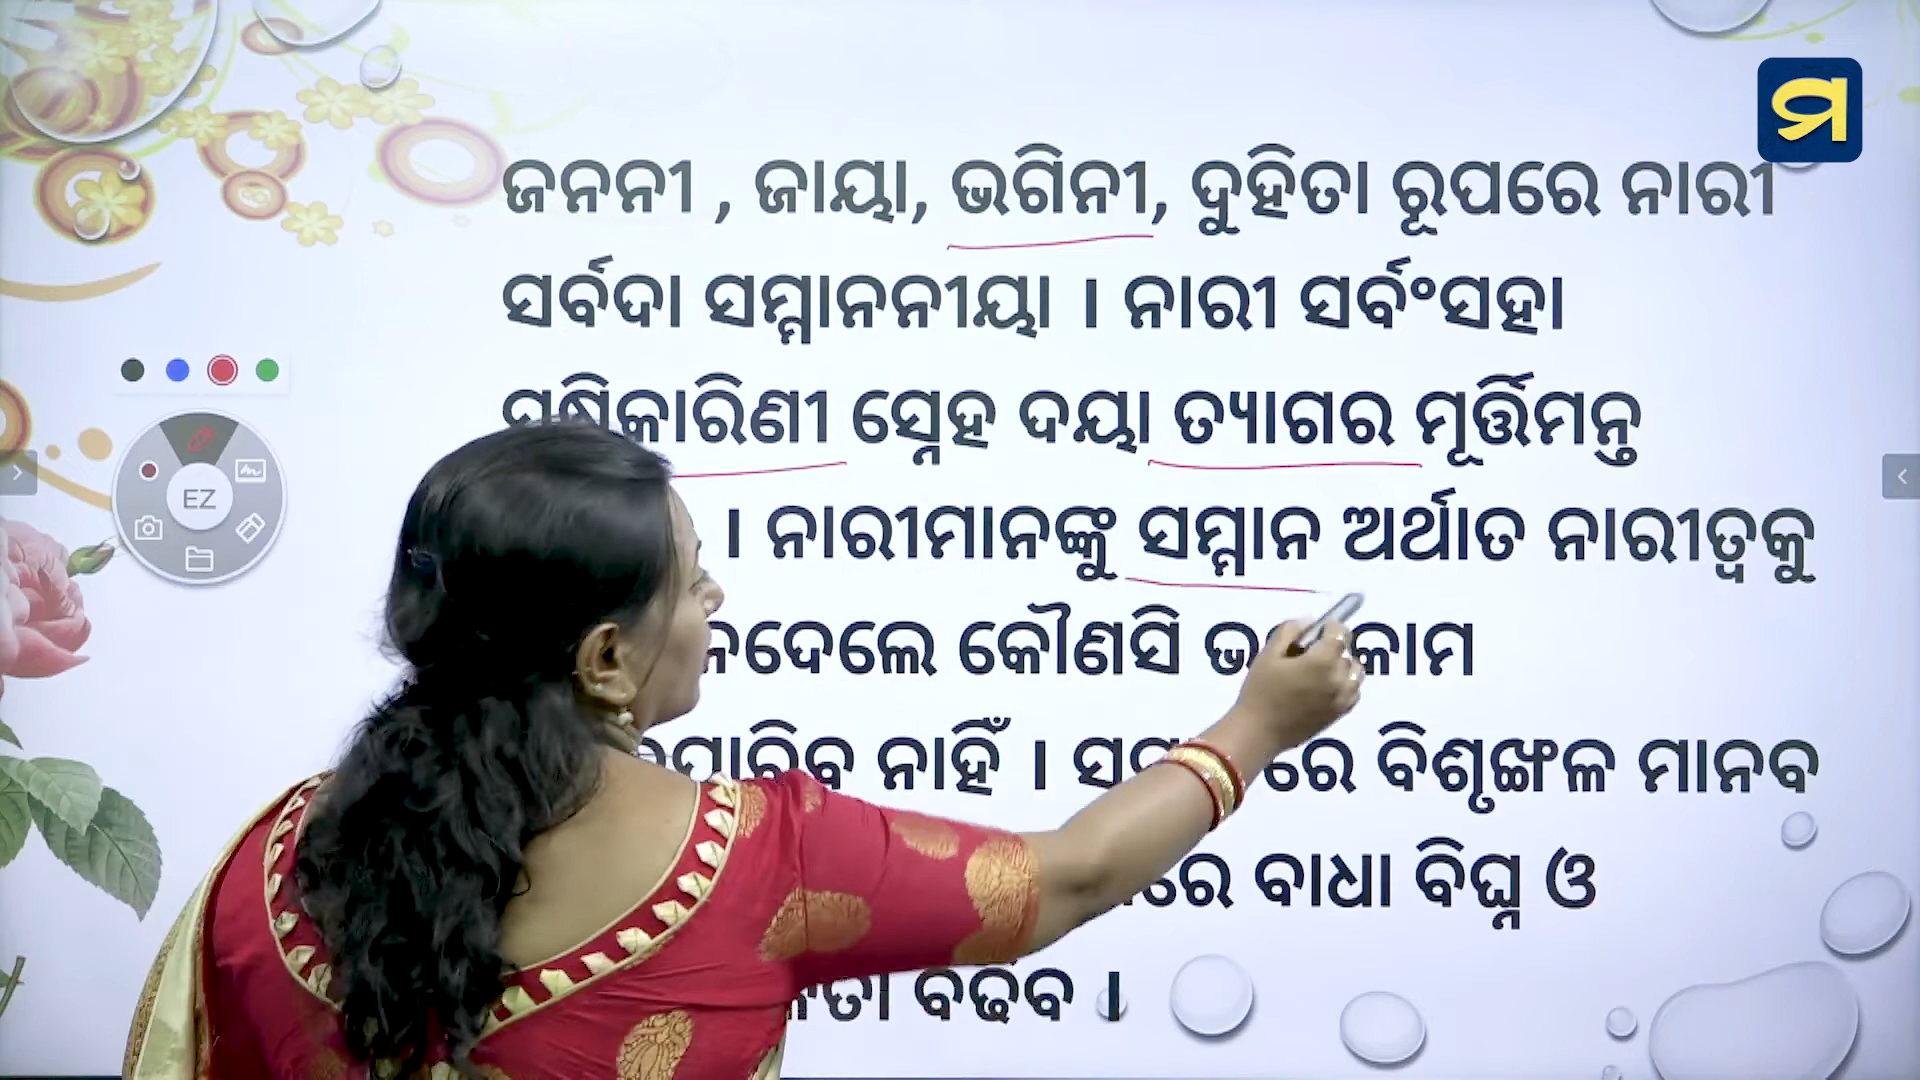 ମ
ଜନନୀ , ଜାୟା, ଭଗିନୀ, ଦୁହିତା ରୂପରେ ନାରୀ
ସର୍ବଦା ସମ୍ମାନନୀୟା । ନାରୀ ସର୍ବଂସହା
ସ୍ନେହ ଦୟା ତ୍ୟାଗର ମୂର୍ତ୍ତିମନ୍ତ
। ନାରୀମାନଙ୍କୁ ସମ୍ମାନ ଅର୍ଥାତ ନାରୀତ୍ୱକୁ
EZ
ନଦେଲେ କୌଣସି କାମ
ନାହିଁ । ବିଶୃଙ୍ଖଳ ମାନବ
ରେ ବାଧା ବିଘ୍ନ ଓ
ବଢିବ ।